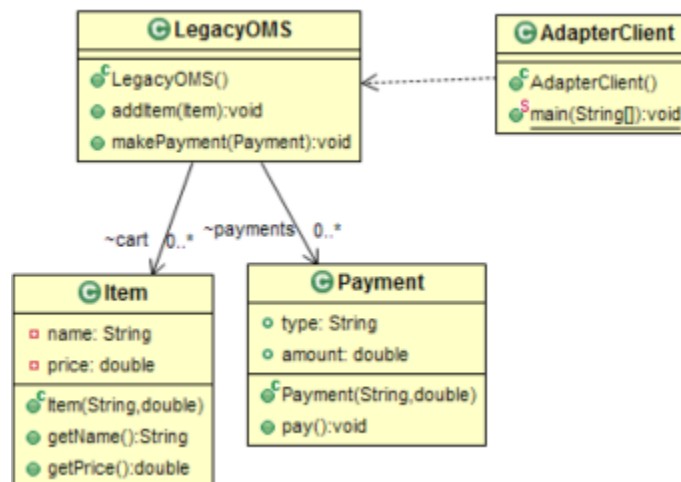 LegacyOMS
LegacyOMS()
addItem(Item):void
makePayment(Payment):void
AdapterClient
AdapterClient()
main(String[]):void
~cart 0..*
~payments 0..*
Item
name: String
price: double
Item(String,double)
getName():String
getPrice():double
Payment
type: String
amount: double
Payment(String,double)
pay():void